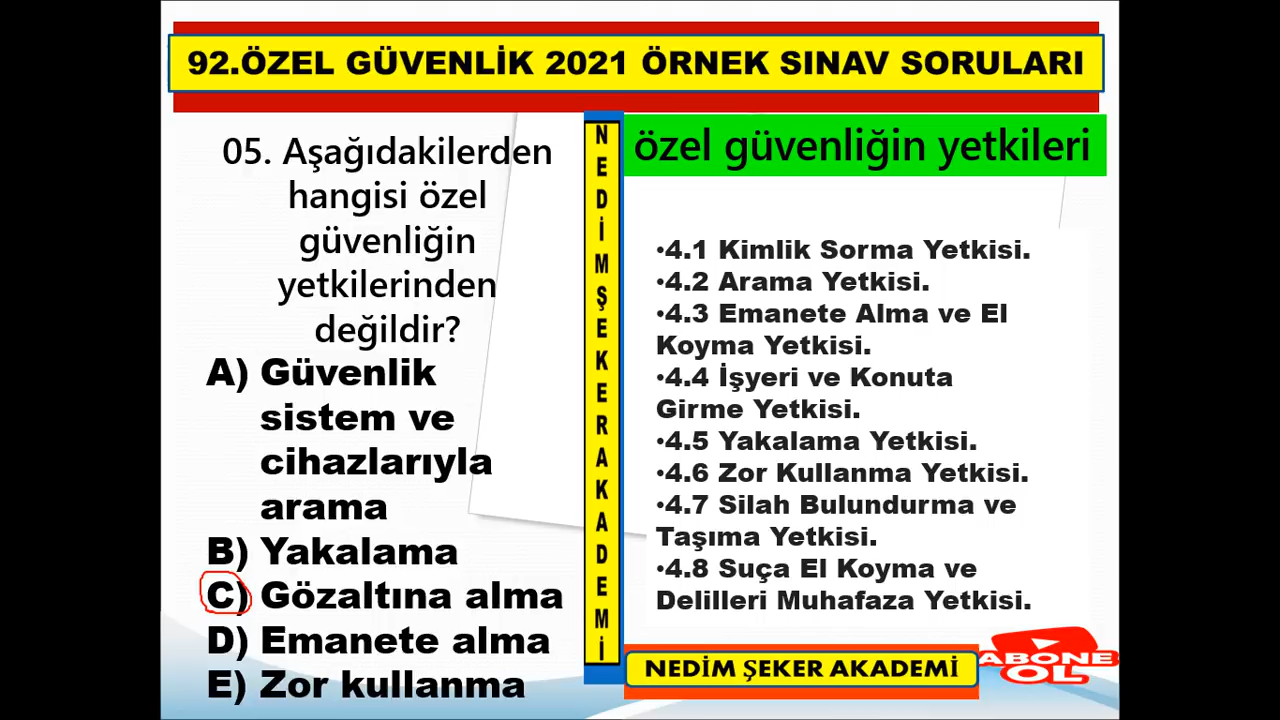 92.ÖZEL GÜVENLİK 2021 ÖRNEK SINAV SORULARI
05. Aşağıdakilerden
hangisi özel
güvenliğin
yetkilerinden
değildir?
A) Güvenlik
sistem ve
cihazlarıyla
arama
B) Yakalama
C) Gözaltına alma
D) Emanete alma
E) Zor kullanma
NEDİM ŞEKER AKADEMİ
özel güvenliğin yetkileri
•4.1 Kimlik Sorma Yetkisi.
•4.2 Arama Yetkisi.
•4.3 Emanete Alma ve El
Koyma Yetkisi.
•4.4 İşyeri ve Konuta
Girme Yetkisi.
•4.5 Yakalama Yetkisi.
•4.6 Zor Kullanma Yetkisi.
•4.7 Silah Bulundurma ve
Taşıma Yetkisi.
•4.8 Suça El Koyma ve
Delilleri Muhafaza Yetkisi.
NEDİM ŞEKER AKADEMİ
ABONE
OL